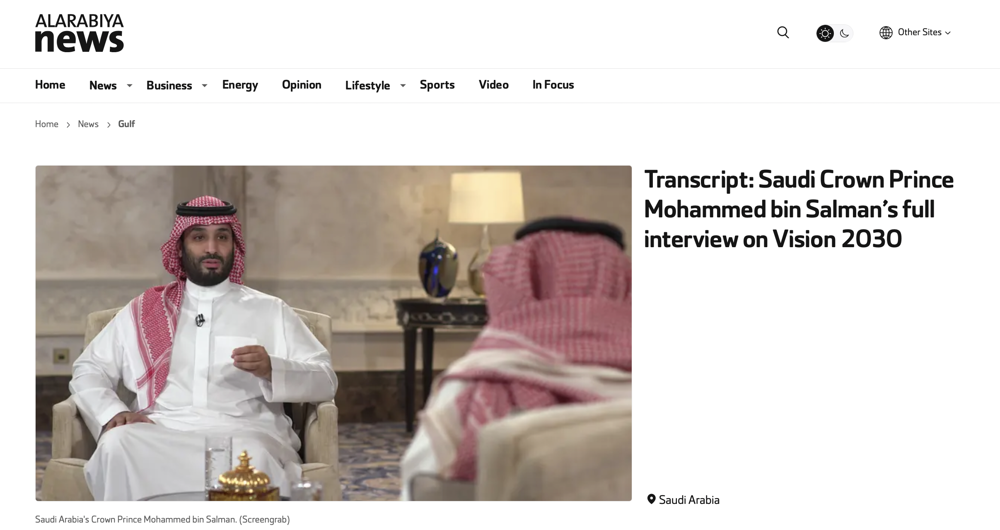 ALARABIYA
news
Other Sites
Home News Business Energy Opinion Lifestyle Sports Video In Focus
Home > News > Gulf
Transcript: Saudi Crown Prince
Mohammed bin Salman’s full
interview on Vision 2030
Saudi Arabia
Saudi Arabia's Crown Prince Mohammed bin Salman. (Screengrab)